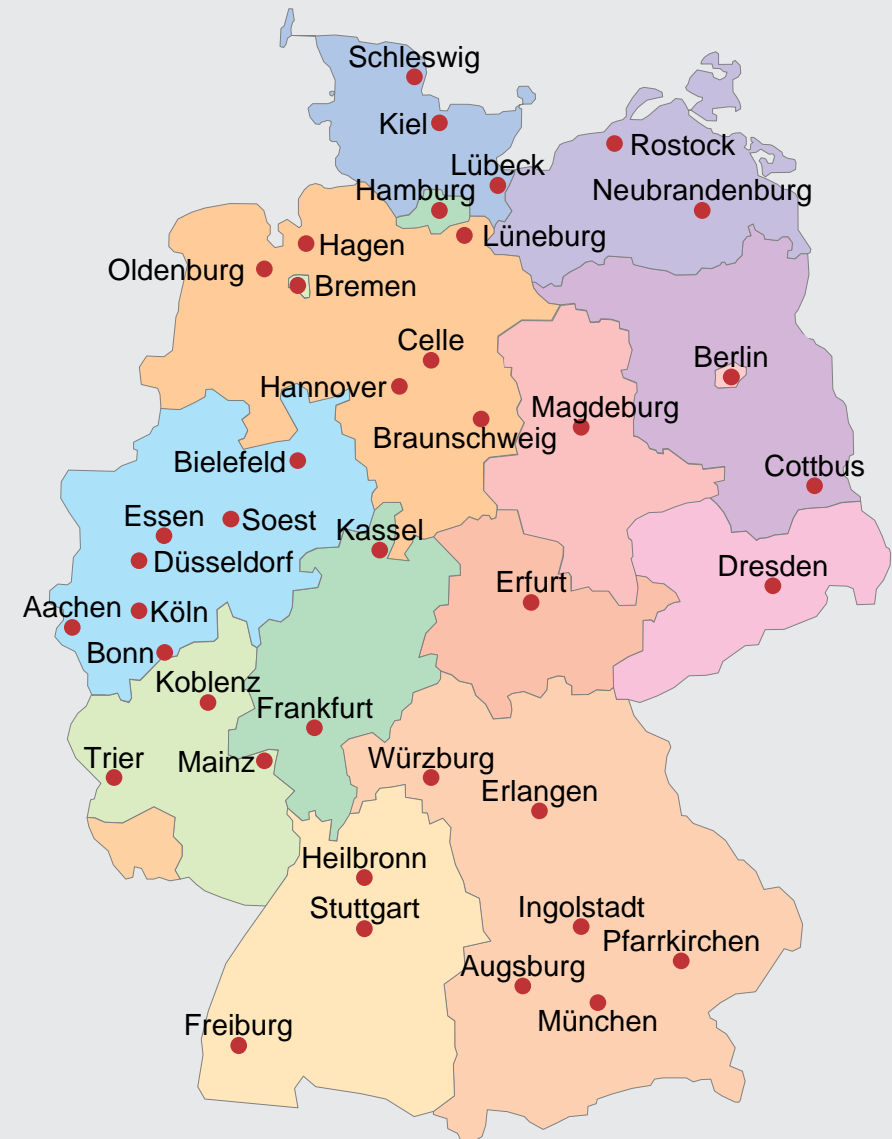 Schleswig
Kiel
Rostock
Lübeck
Hamburg
Neubrandenburg
Lüneburg
Hagen
Oldenburg
Bremen
Celle
Berlin
Hannover
Magdeburg
Braunschweig
Bielefeld
Cottbus
Essen
Soest
Kassel
Düsseldorf
Dresden
Erfurt
Aachen
Köln
Bonn
Koblenz
Frankfurt
Trier
Mainz
Würzburg
Erlangen
Heilbronn
Stuttgart
Ingolstadt
Pfarrkirchen
Augsburg
München
Freiburg